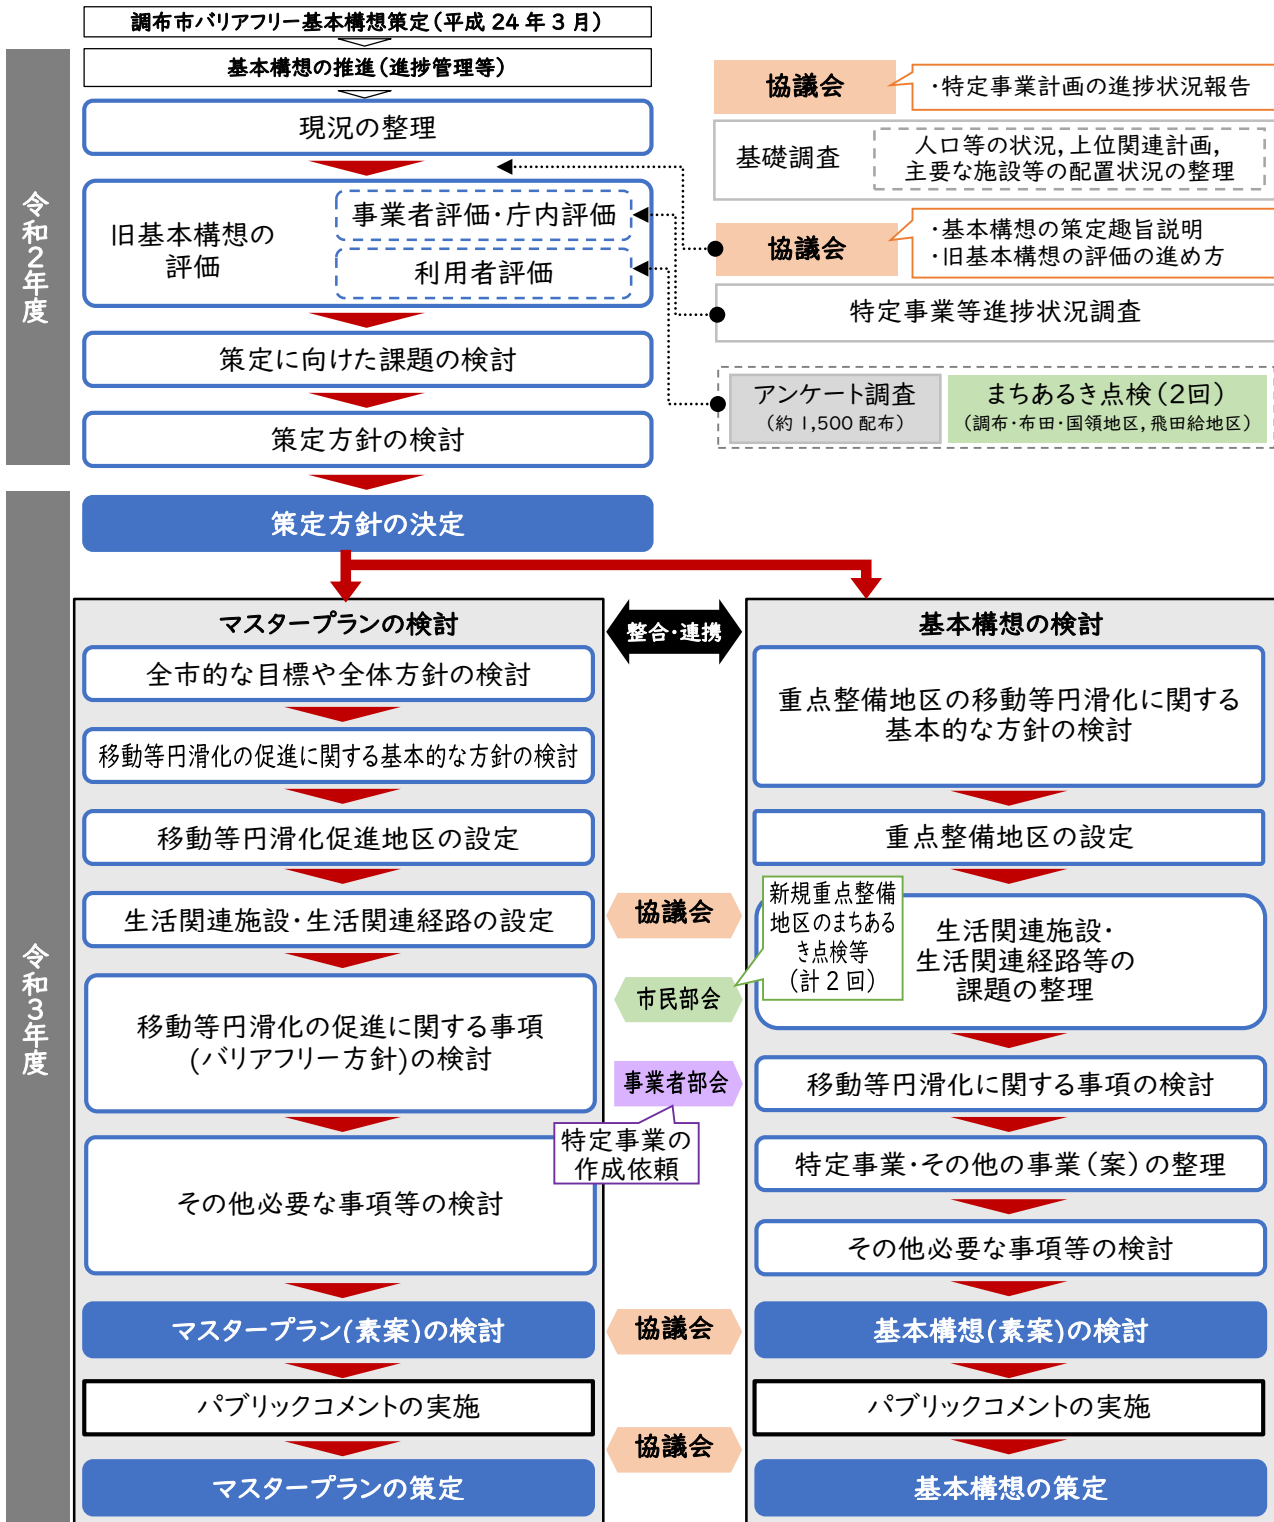 調布市バリアフリー基本構想策定(平成24年3月)
基本構想の推進(進捗管理等)
令和2年度
現況の整理
旧基本構想の
評価
事業者評価・庁内評価
利用者評価
策定に向けた課題の検討
策定方針の検討
協議会
・特定事業計画の進捗状況報告
基礎調査
人口等の状況,上位関連計画,
主要な施設等の配置状況の整理
協議会
・基本構想の策定趣旨説明
・旧基本構想の評価の進め方
特定事業等進捗状況調査
アンケート調査
(約1,500配布)
まちあるき点検(2回)
(調布・布田・国領地区,飛田給地区)
令和3年度
策定方針の決定
マスタープランの検討
全市的な目標や全体方針の検討
移動等円滑化の促進に関する基本的な方針の検討
移動等円滑化促進地区の設定
生活関連施設・生活関連経路の設定
移動等円滑化の促進に関する事項
(バリアフリー方針)の検討
その他必要な事項等の検討
マスタープラン(素案)の検討
パブリックコメントの実施
マスタープランの策定
整合・連携
協議会
市民部会
新規重点整備
地区のまちある
き点検等
(計2回)
事業者部会
特定事業の
作成依頼
協議会
協議会
基本構想の検討
重点整備地区の移動等円滑化に関する
基本的な方針の検討
重点整備地区の設定
生活関連施設・
生活関連経路等の
課題の整理
移動等円滑化に関する事項の検討
特定事業・その他の事業(案)の整理
その他必要な事項等の検討
基本構想(素案)の検討
パブリックコメントの実施
基本構想の策定